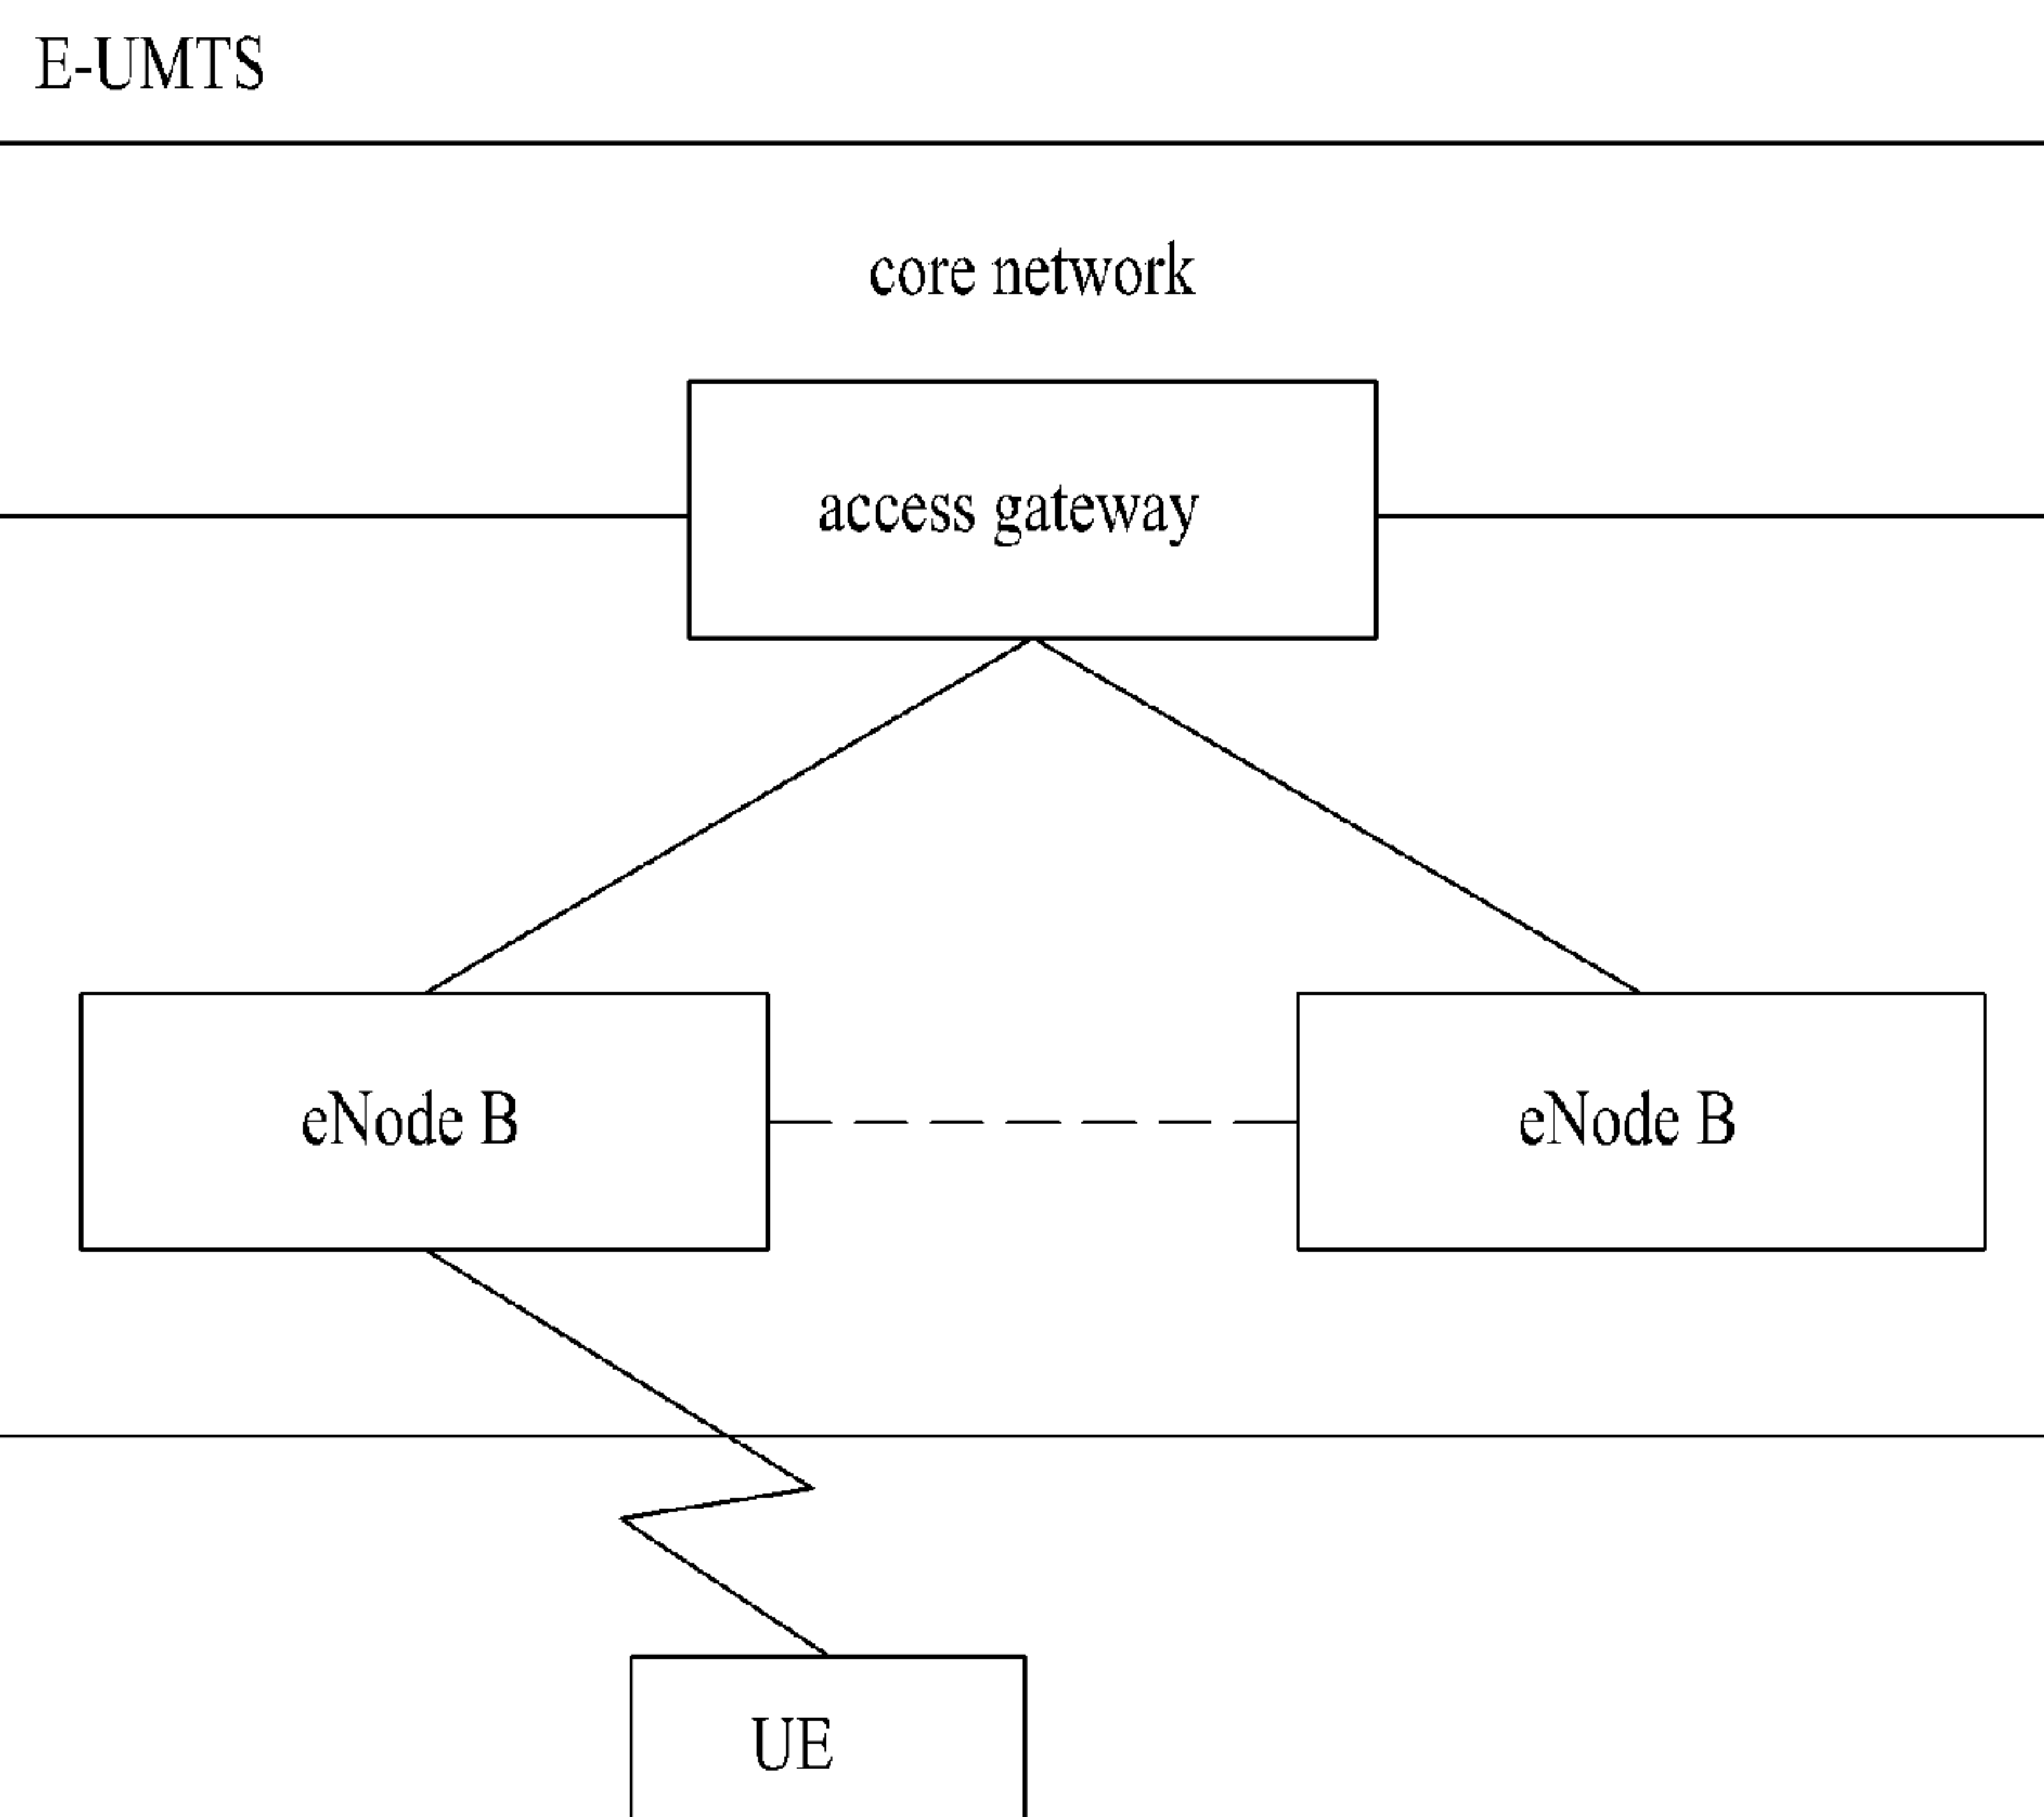 E-UMTS
core network
access gateway
eNode B
eNode B
UE